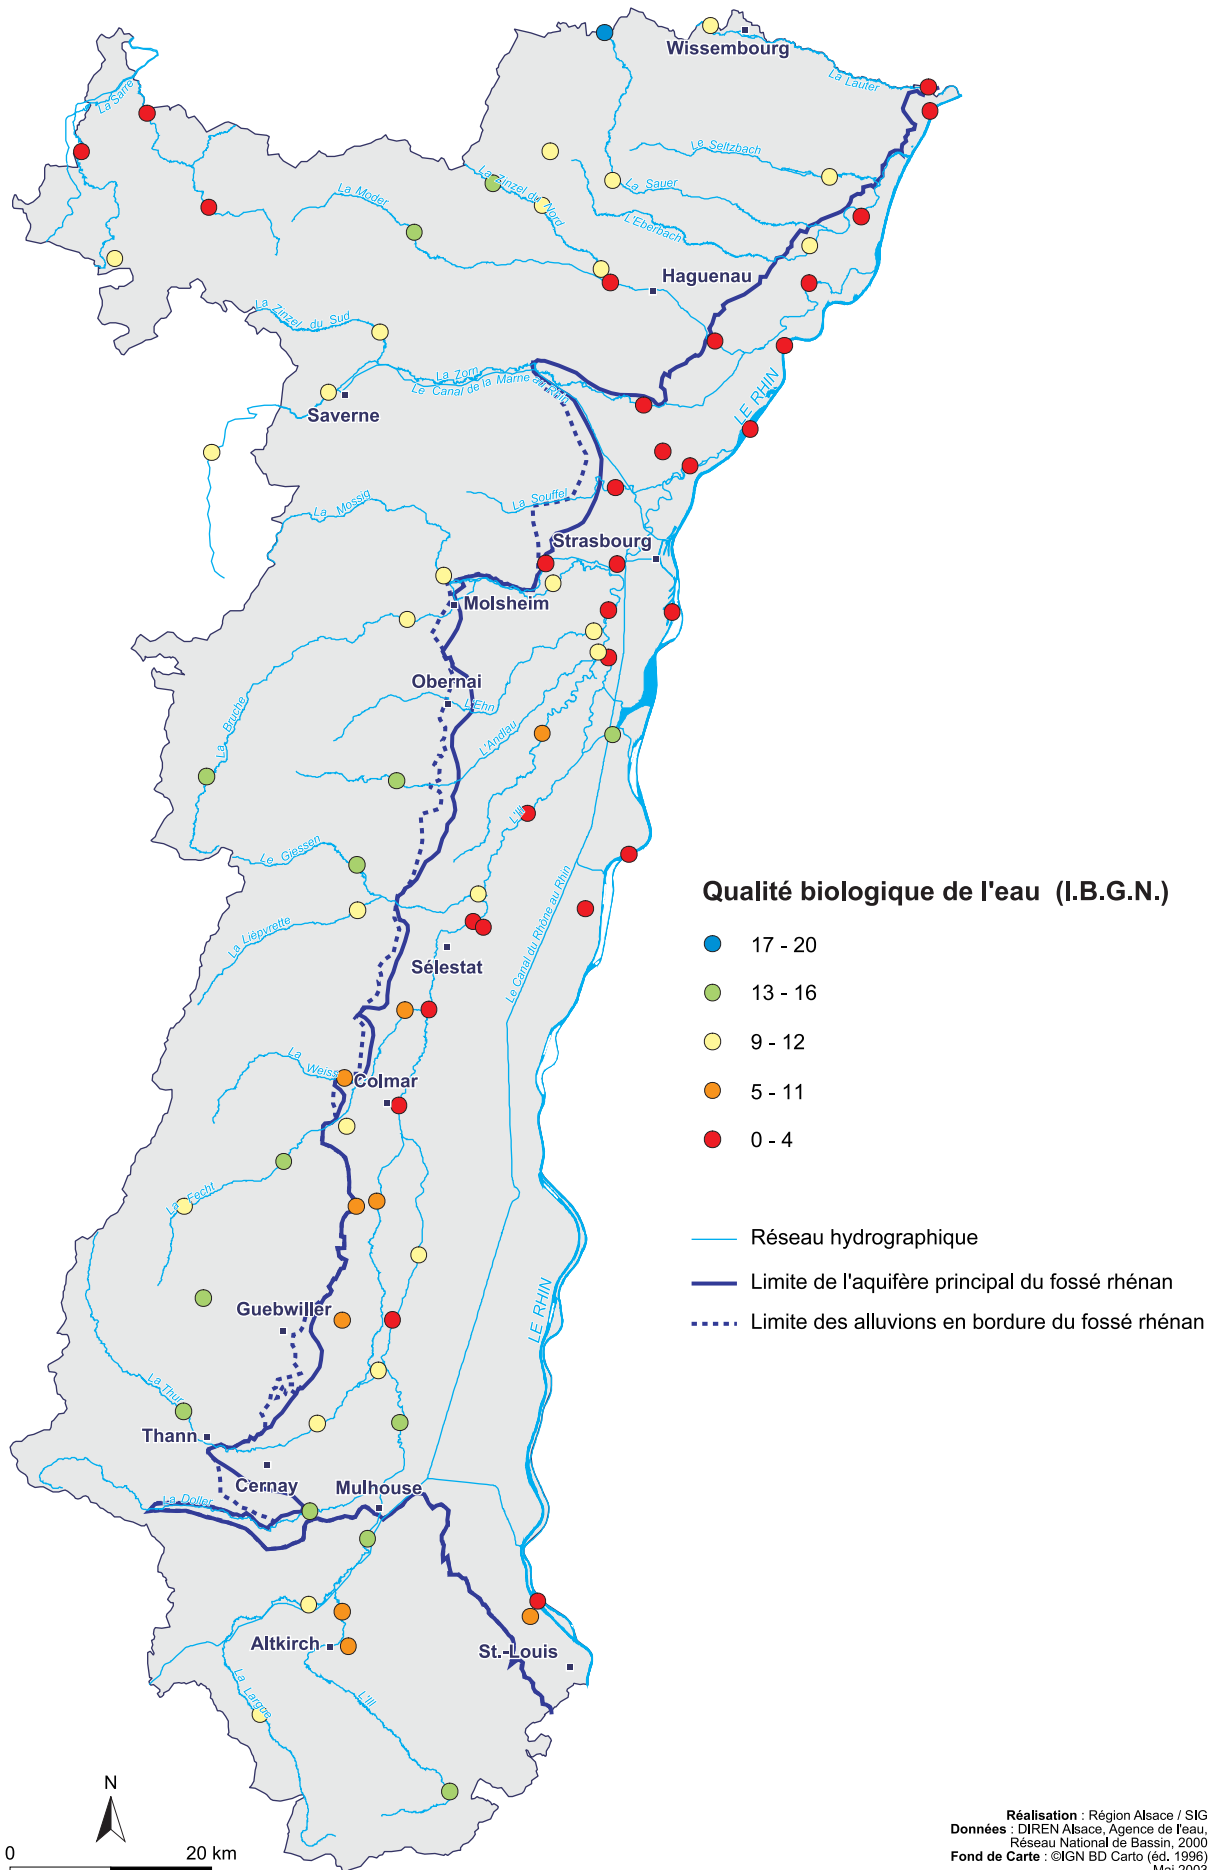 Wissembourg
La Lauter
La Sarre
Le Seltzbach
La Zinzel du Nord
La Sauer
La Moder
L'Eberbach
Haguenau
La Zinzel du Sud
La Zorn
Le Canal de la Marne au Rhin
LE RHIN
Saverne
La Souffel
La Mossig
Strasbourg
Molsheim
Obernai
L'Ehn
La Bruche
L'Andlau
L'Ill
Le Giessen
Qualité biologique de l'eau (I.B.G.N.)
La Lièpvrette
Le Canal du Rhône au Rhin
17 - 20
Sélestat
13 - 16
9 - 12
La Weiss
Colmar
5 - 11
0 - 4
La Fecht
Réseau hydrographique
Limite de l'aquifère principal du fossé rhénan
LE RHIN
Guebwiller
Limite des alluvions en bordure du fossé rhénan
La Thur
Thann
Cernay
Mulhouse
La Doller
Altkirch
St.-Louis
La Largue
L'Ill
N
0 20 km
Réalisation : Région Alsace / SIG
Données : DIREN Alsace, Agence de l'eau,
Réseau National de Bassin, 2000
Fond de Carte : ©IGN BD Carto (éd. 1996)
Mai 2003